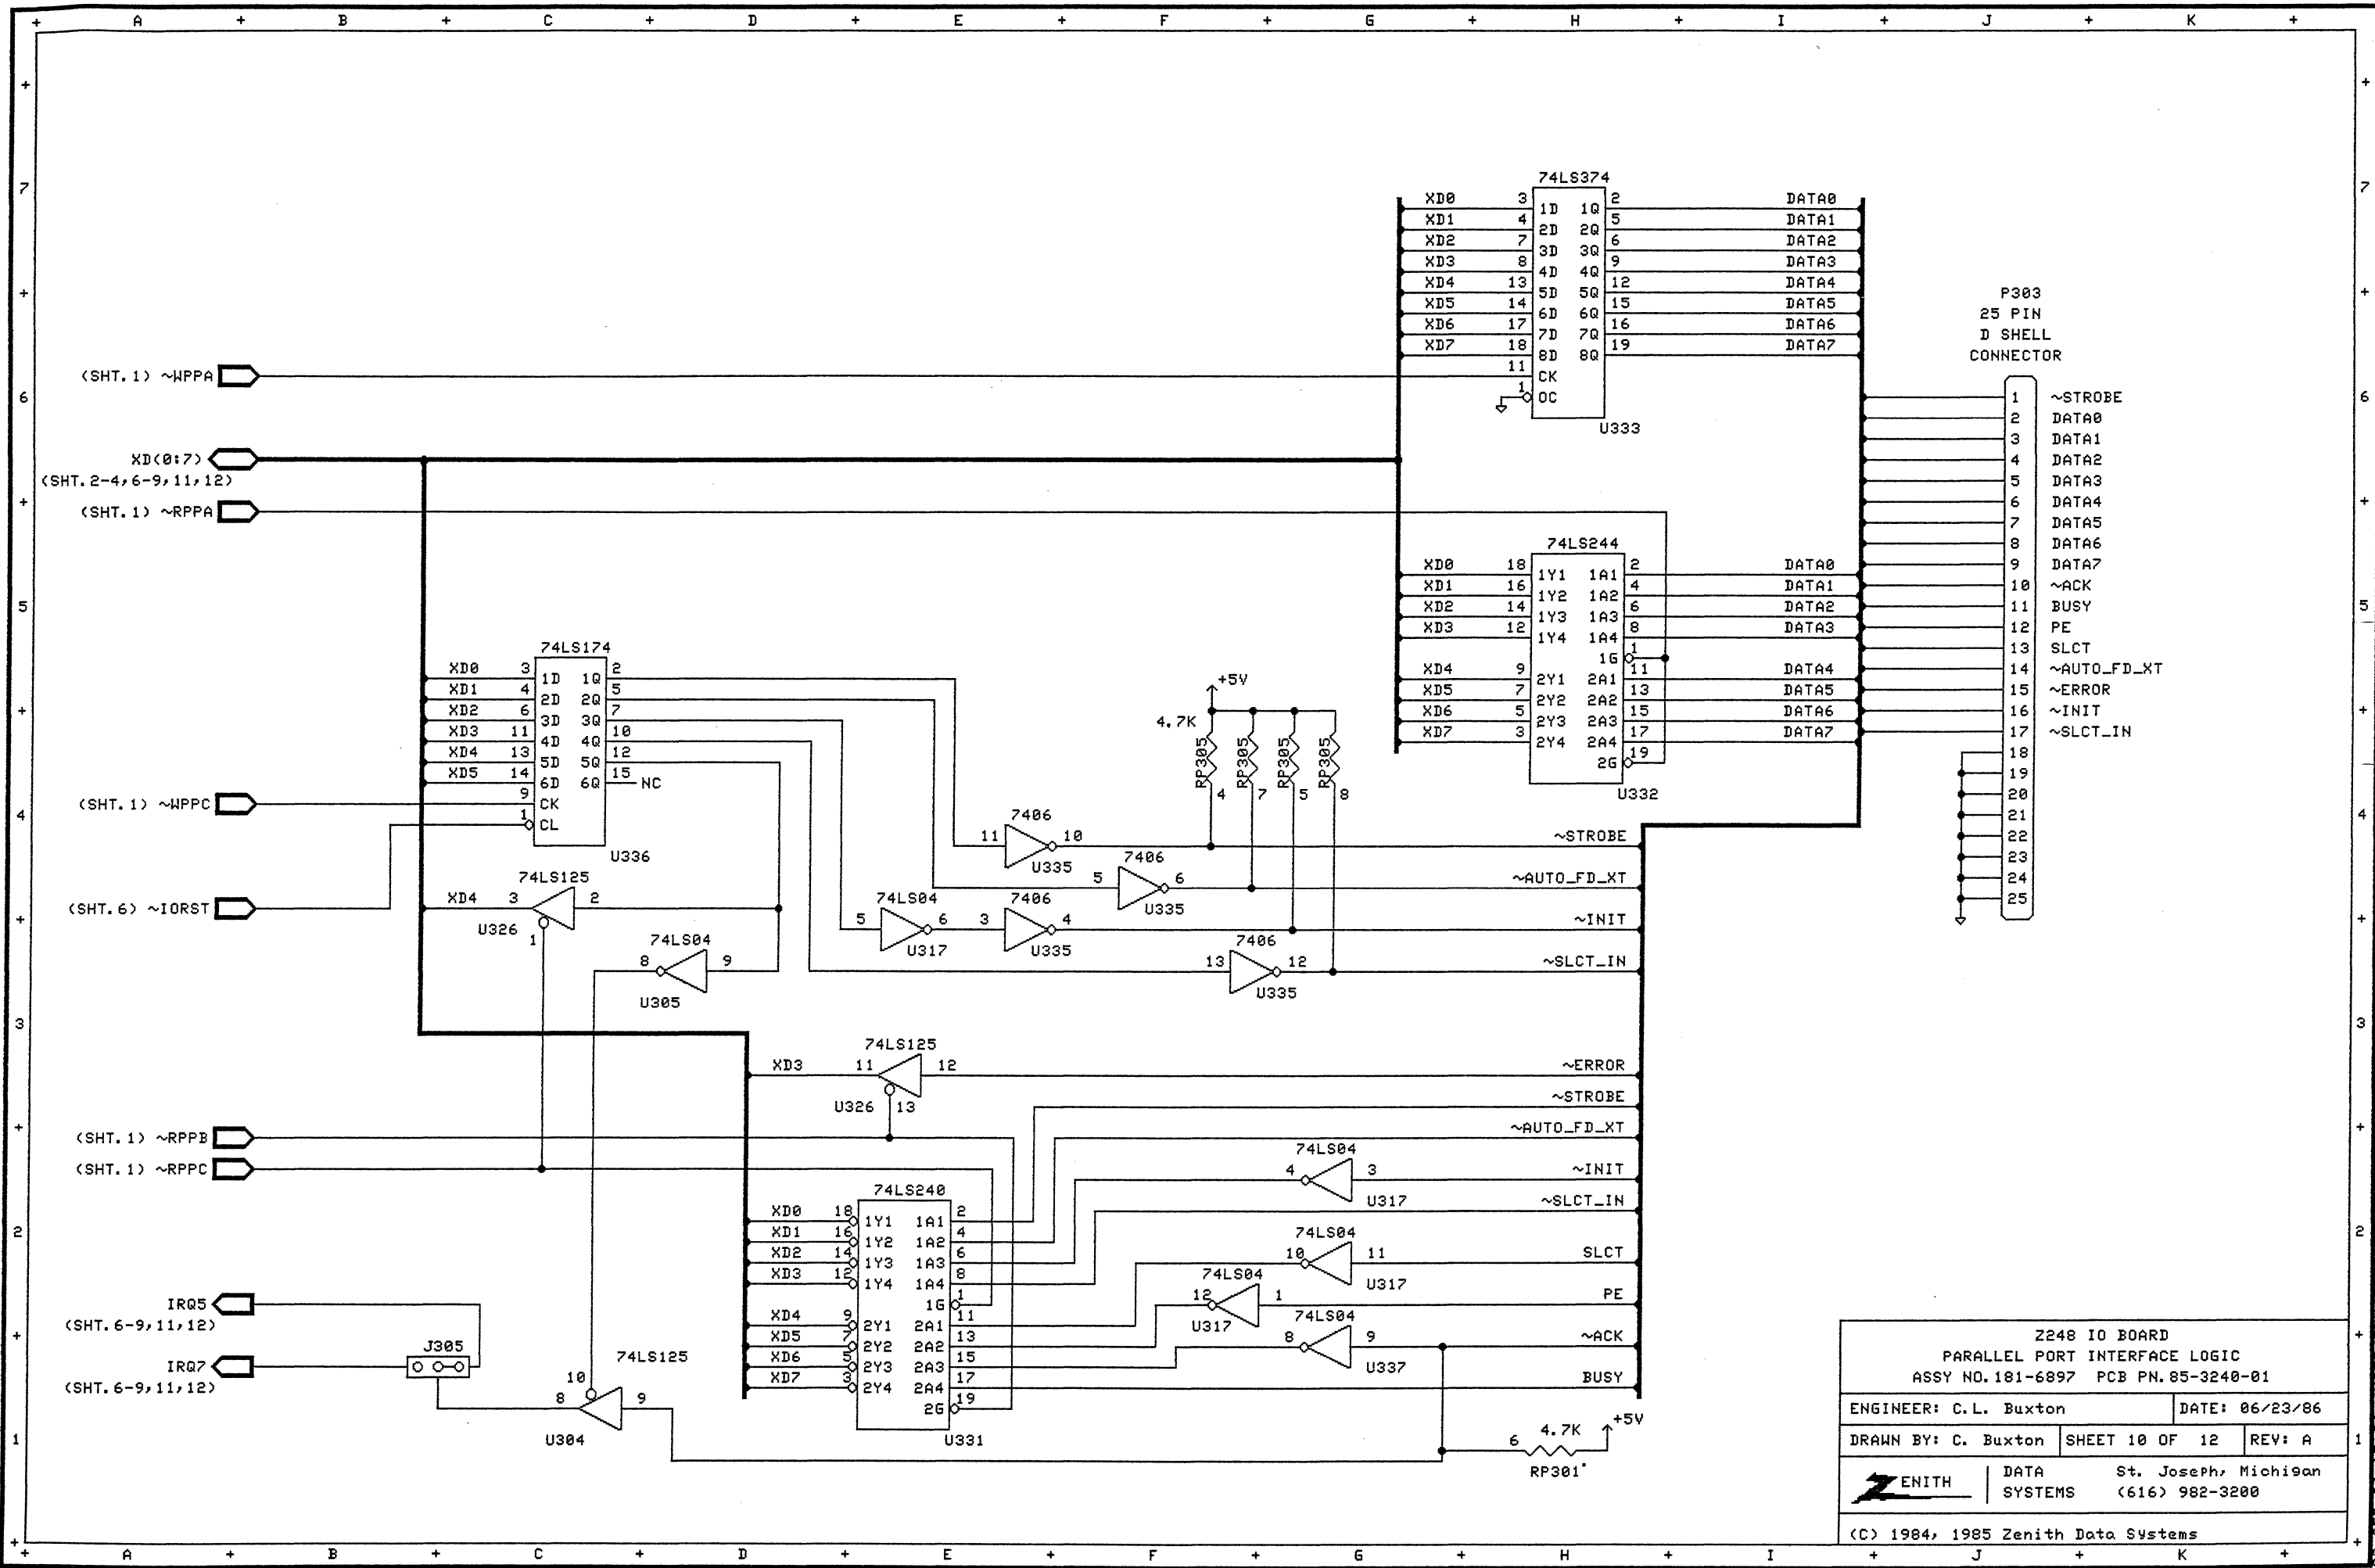 A B C D E F G H I J K
7 7
74LS374
XD0 3 1D 1Q 2 DATA0
XD1 4 2D 2Q 5 DATA1
XD2 7 3D 3Q 6 DATA2
XD3 8 4D 4Q 9 DATA3
XD4 13 5D 5Q 12 DATA4
XD5 14 6D 6Q 15 DATA5
XD6 17 7D 7Q 16 DATA6
XD7 18 8D 8Q 19 DATA7
11 CK
1 OC
U333
(SHT.1) ~WPPA
6 6
XD(0:7)
(SHT.2-4,6-9,11,12)
(SHT.1) ~RPPA
P303
25 PIN
D SHELL
CONNECTOR
1 ~STROBE
2 DATA0
3 DATA1
4 DATA2
5 DATA3
6 DATA4
7 DATA5
8 DATA6
9 DATA7
10 ~ACK
11 BUSY
12 PE
13 SLCT
14 ~AUTO_FD_XT
15 ~ERROR
16 ~INIT
17 ~SLCT_IN
18
19
20
21
22
23
24
25
74LS244
XD0 18 1Y1 1A1 2 DATA0
XD1 16 1Y2 1A2 4 DATA1
XD2 14 1Y3 1A3 6 DATA2
XD3 12 1Y4 1A4 8 DATA3
1G 1
XD4 9 2Y1 2A1 11 DATA4
XD5 7 2Y2 2A2 13 DATA5
XD6 5 2Y3 2A3 15 DATA6
XD7 3 2Y4 2A4 17 DATA7
2G 19
U332
5 5
74LS174
XD0 3 1D 1Q 2
XD1 4 2D 2Q 5
XD2 6 3D 3Q 7
XD3 11 4D 4Q 10
XD4 13 5D 5Q 12
XD5 14 6D 6Q 15 NC
9 CK
1 CL
U336
(SHT.1) ~WPPC
4 4
(SHT.6) ~IORST
+5V
4.7K
RP305 RP305 RP305 RP305
4 7 5 8
7406
11 10 ~STROBE
U335
7406
5 6 ~AUTO_FD_XT
U335
74LS04 7406
5 6 3 4 ~INIT
U317 U335
7406
13 12 ~SLCT_IN
U335
74LS125
XD4 3 2
U326 1
74LS04
8 9
U305
3 3
74LS125
XD3 11 12 ~ERROR
U326 13
~STROBE
(SHT.1) ~RPPB
~AUTO_FD_XT
(SHT.1) ~RPPC
74LS04
4 3 ~INIT
U317
~SLCT_IN
74LS240
XD0 18 1Y1 1A1 2
XD1 16 1Y2 1A2 4
XD2 14 1Y3 1A3 6
XD3 12 1Y4 1A4 8
1G 1
XD4 9 2Y1 2A1 11
XD5 7 2Y2 2A2 13
XD6 5 2Y3 2A3 15
XD7 3 2Y4 2A4 17
2G 19
U331
2 2
74LS04
10 11 SLCT
U317
74LS04
12 1 PE
U317
74LS04
8 9 ~ACK
U337
BUSY
IRQ5
(SHT.6-9,11,12)
J305
IRQ7
(SHT.6-9,11,12)
74LS125
10
8 9
U304
+5V
4.7K
6
RP301
1 1
Z248 IO BOARD
PARALLEL PORT INTERFACE LOGIC
ASSY NO.181-6897 PCB PN.85-3240-01
ENGINEER: C.L. Buxton DATE: 06/23/86
DRAWN BY: C. Buxton SHEET 10 OF 12 REV: A
ZENITH DATA SYSTEMS
St. Joseph, Michigan
(616) 982-3200
(C) 1984, 1985 Zenith Data Systems
A B C D E F G H I J K